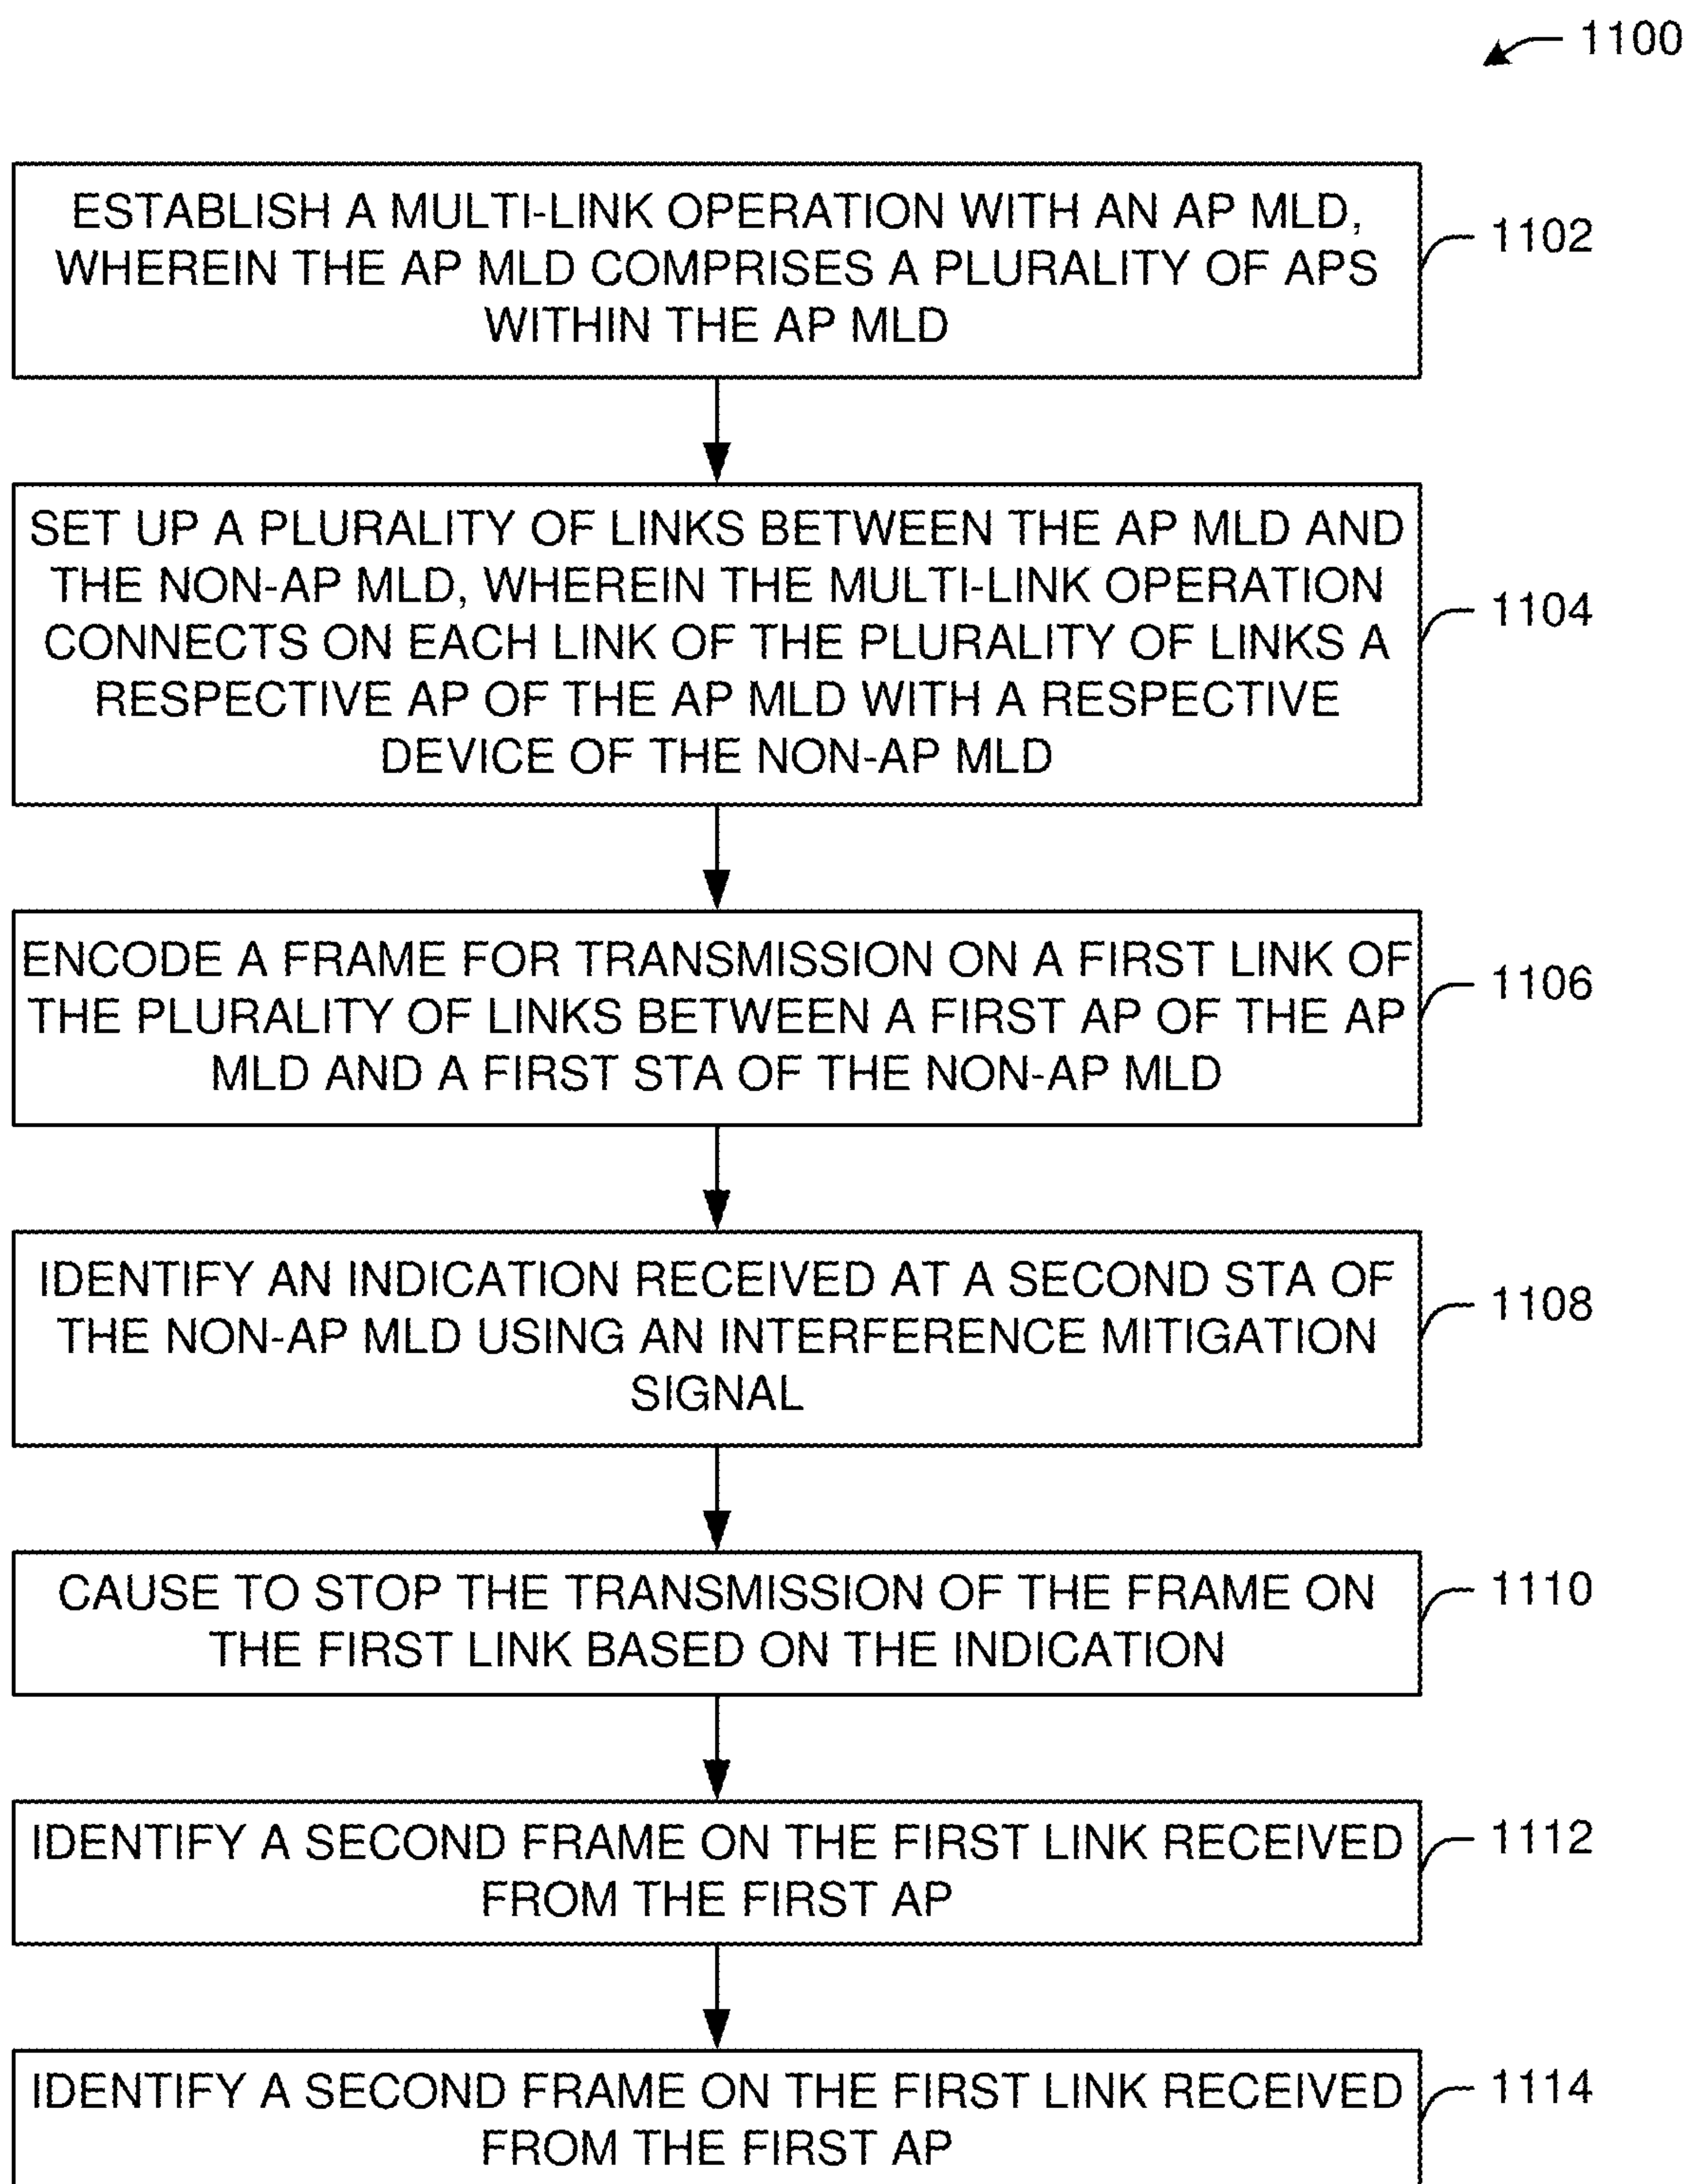 1100
ESTABLISH A MULTI-LINK OPERATION WITH AN AP MLD,
WHEREIN THE AP MLD COMPRISES A PLURALITY OF APS
WITHIN THE AP MLD
1102
SET UP A PLURALITY OF LINKS BETWEEN THE AP MLD AND
THE NON-AP MLD, WHEREIN THE MULTI-LINK OPERATION
CONNECTS ON EACH LINK OF THE PLURALITY OF LINKS A
RESPECTIVE AP OF THE AP MLD WITH A RESPECTIVE
DEVICE OF THE NON-AP MLD
1104
ENCODE A FRAME FOR TRANSMISSION ON A FIRST LINK OF
THE PLURALITY OF LINKS BETWEEN A FIRST AP OF THE AP
MLD AND A FIRST STA OF THE NON-AP MLD
1106
IDENTIFY AN INDICATION RECEIVED AT A SECOND STA OF
THE NON-AP MLD USING AN INTERFERENCE MITIGATION
SIGNAL
1108
CAUSE TO STOP THE TRANSMISSION OF THE FRAME ON
THE FIRST LINK BASED ON THE INDICATION
1110
IDENTIFY A SECOND FRAME ON THE FIRST LINK RECEIVED
FROM THE FIRST AP
1112
IDENTIFY A SECOND FRAME ON THE FIRST LINK RECEIVED
FROM THE FIRST AP
1114